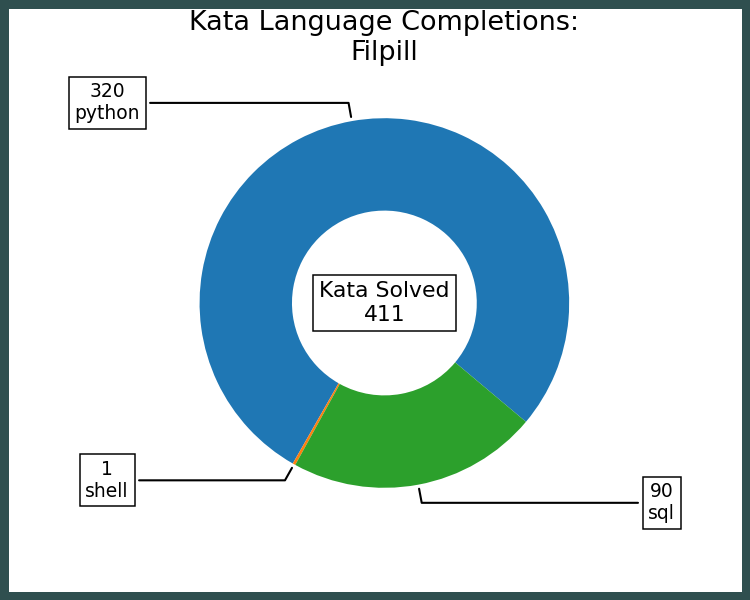 Kata Language Completions:
Filpill
320
python
Kata Solved
411
1
shell
90
sql